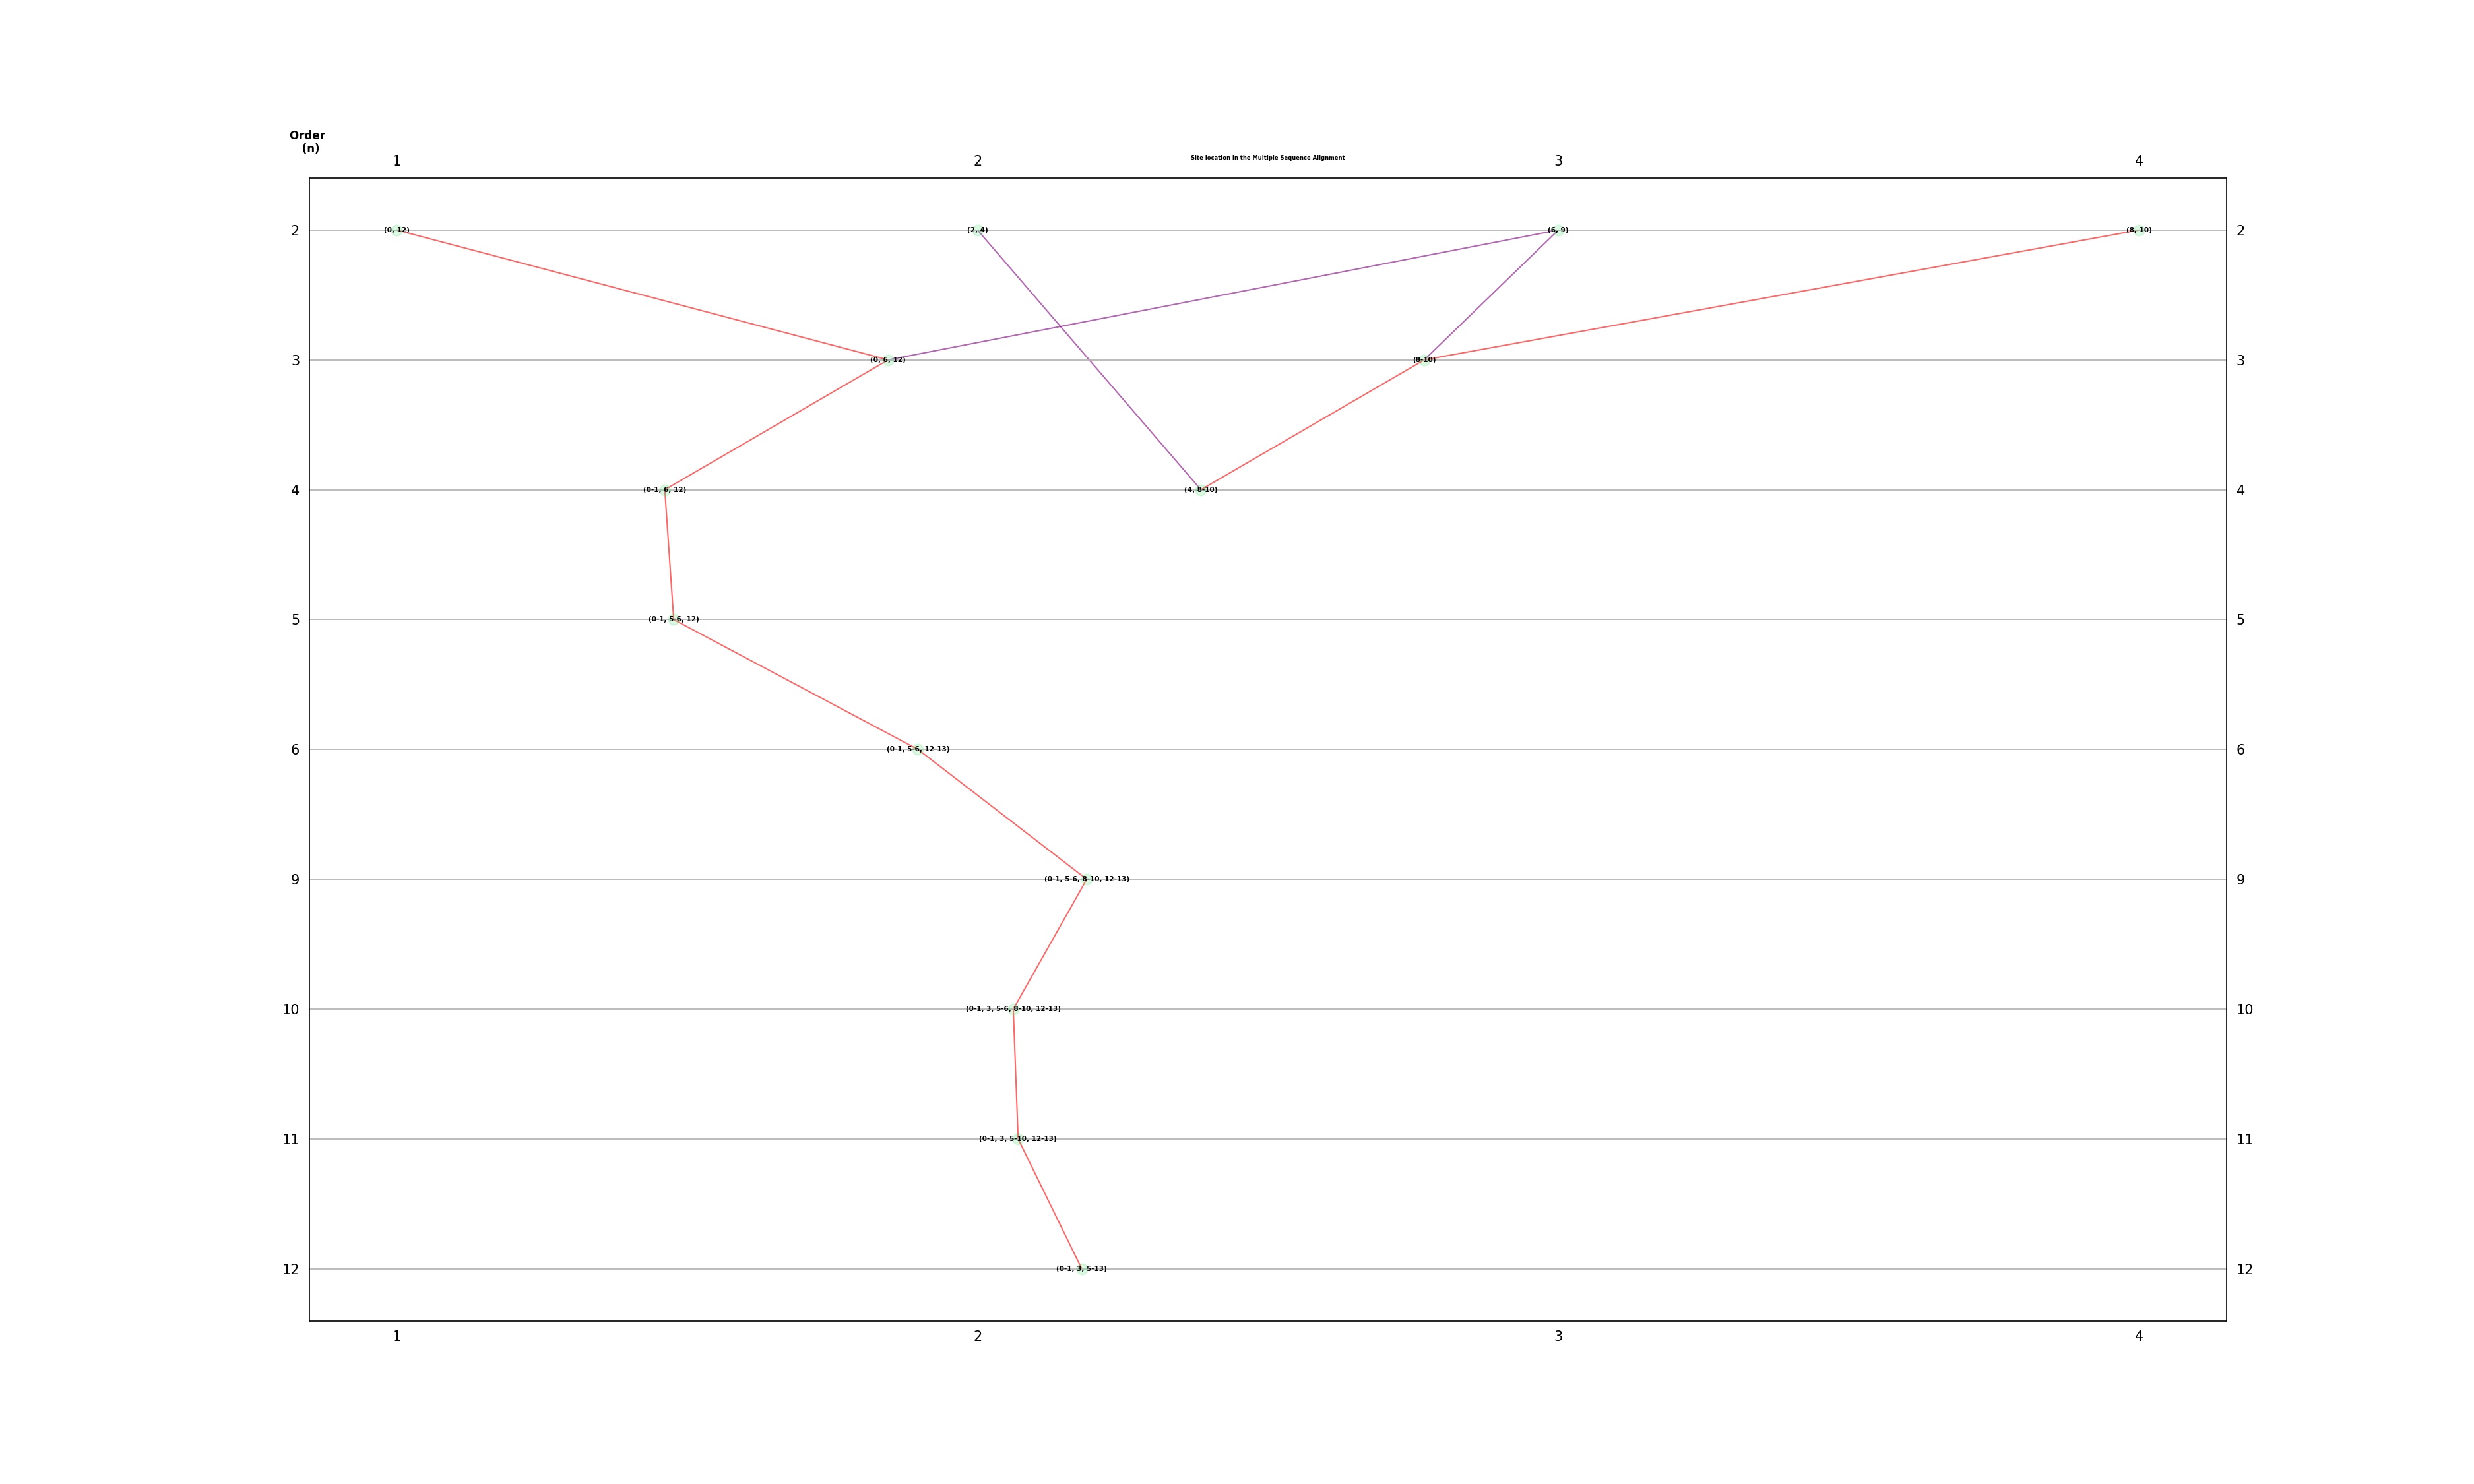 Order
(n)
1 2 Site location in the Multiple Sequence Alignment 3 4
2 (0, 12) (2, 4) (6, 9) (8, 10) 2
3 (0, 6, 12) (8-10) 3
4 (0-1, 6, 12) (4, 8-10) 4
5 (0-1, 5-6, 12) 5
6 (0-1, 5-6, 12-13) 6
9 (0-1, 5-6, 8-10, 12-13) 9
10 (0-1, 3, 5-6, 8-10, 12-13) 10
11 (0-1, 3, 5-10, 12-13) 11
12 (0-1, 3, 5-13) 12
1 2 3 4